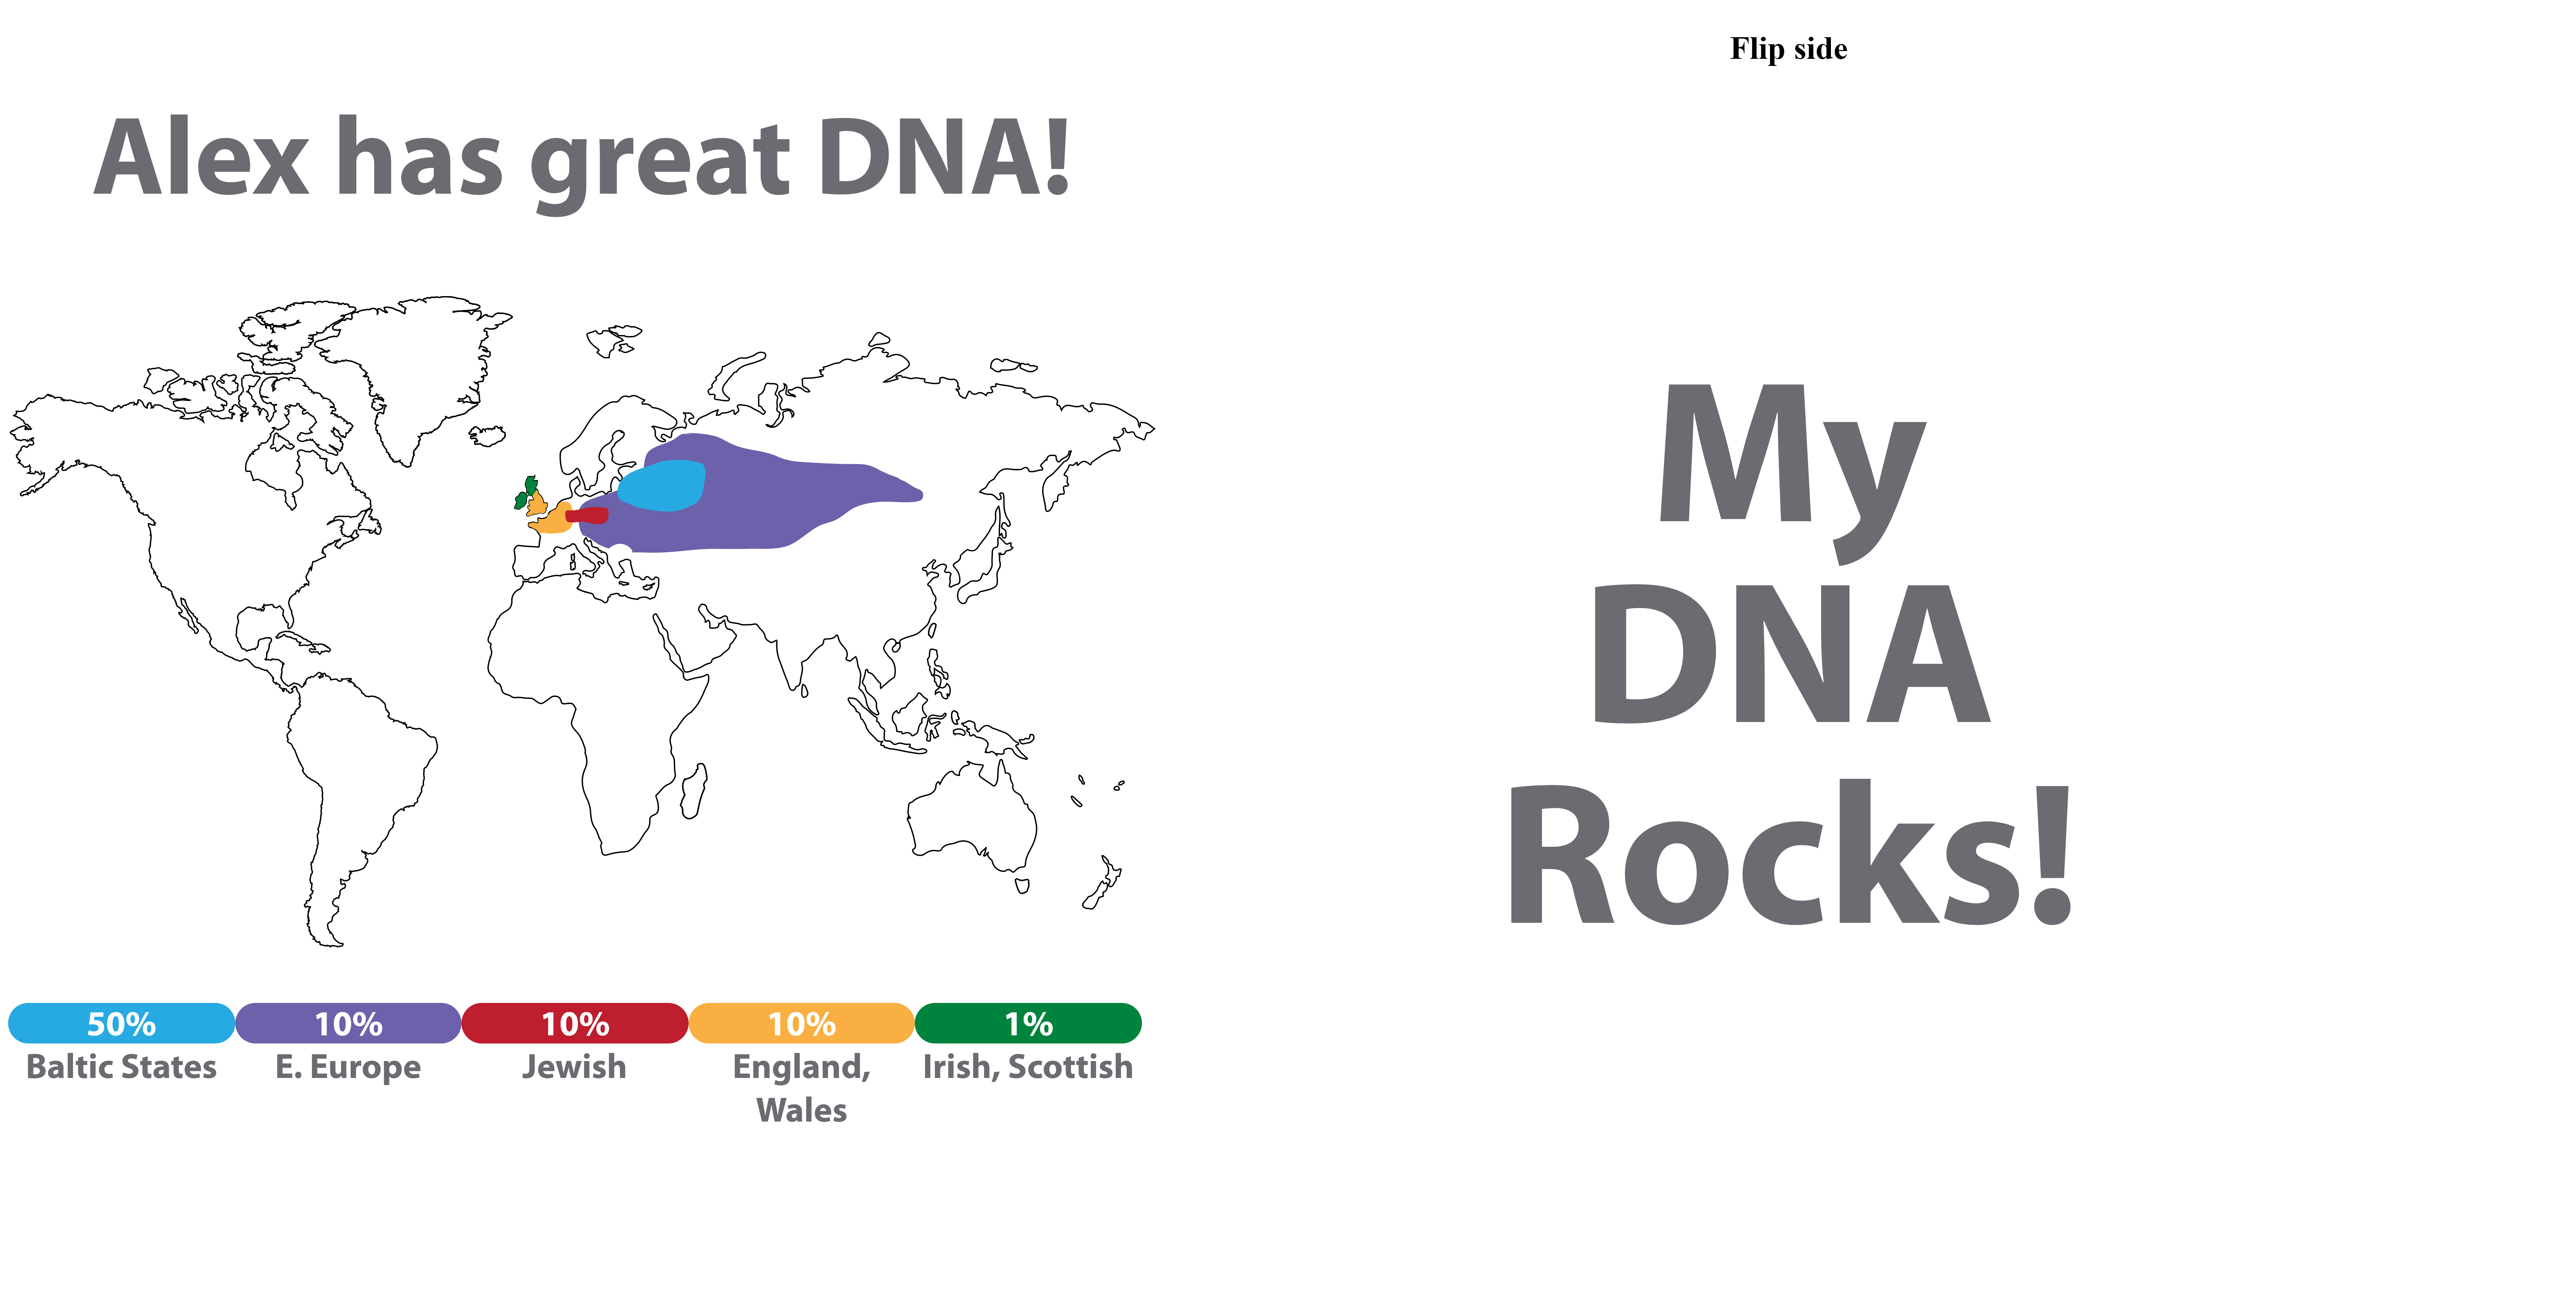 Flip side
Alex has great DNA!
My
DNA
Rocks!
50%
10%
10%
10%
1%
Baltic States
E. Europe
Jewish
England,
Wales
Irish, Scottish